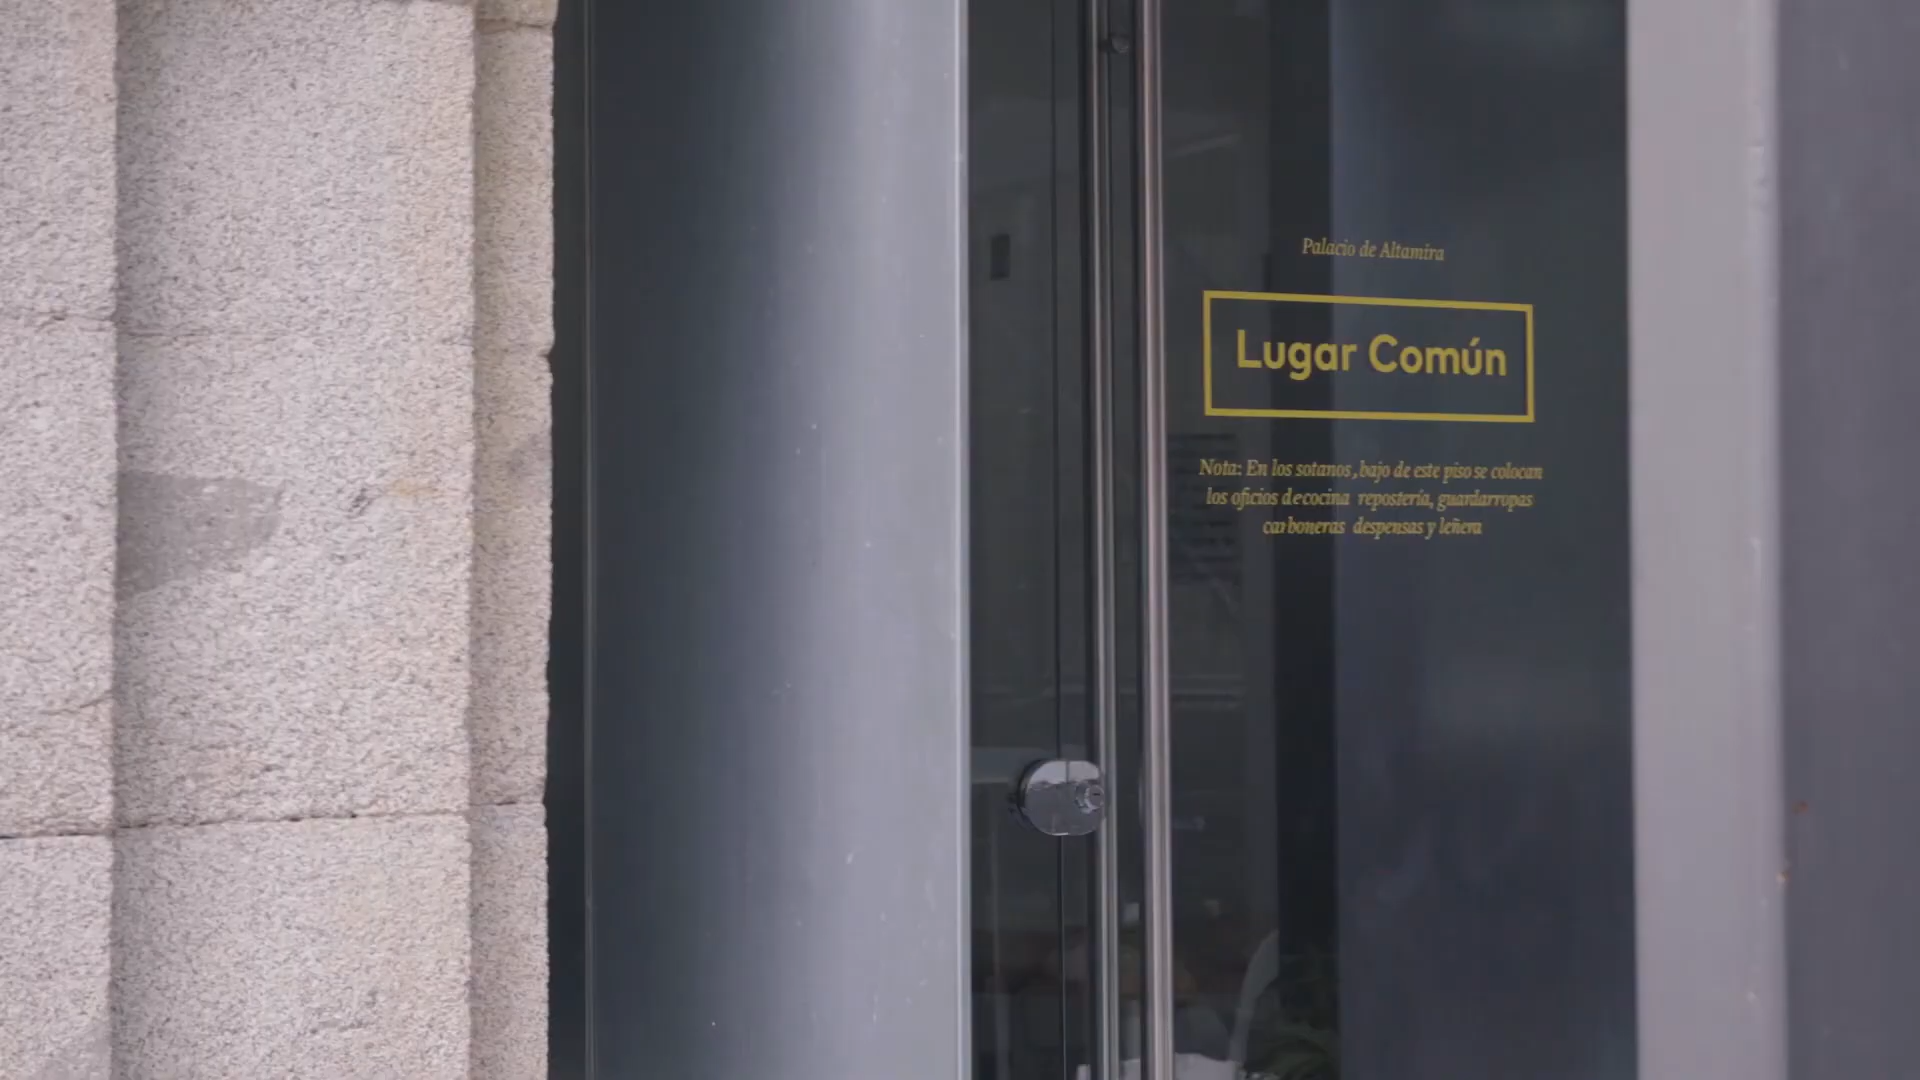 Palacio de Altamira
Lugar Común
Nota: En los sotanos, bajo de este piso se colocan
los oficios de cocina repostería, guardarropas
carboneras despensas y leñera